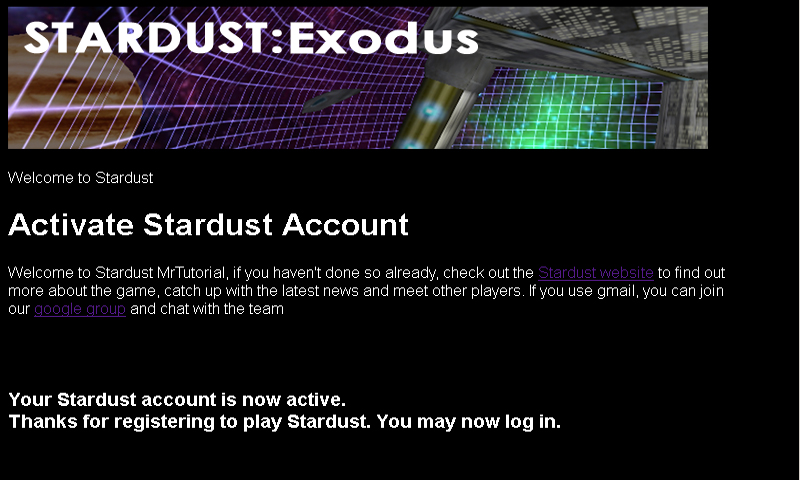 STARDUST:Exodus
Welcome to Stardust
Activate Stardust Account
Welcome to Stardust MrTutorial, if you haven't done so already, check out the Stardust website to find out
more about the game, catch up with the latest news and meet other players. If you use gmail, you can join
our google group and chat with the team
Your Stardust account is now active.
Thanks for registering to play Stardust. You may now log in.